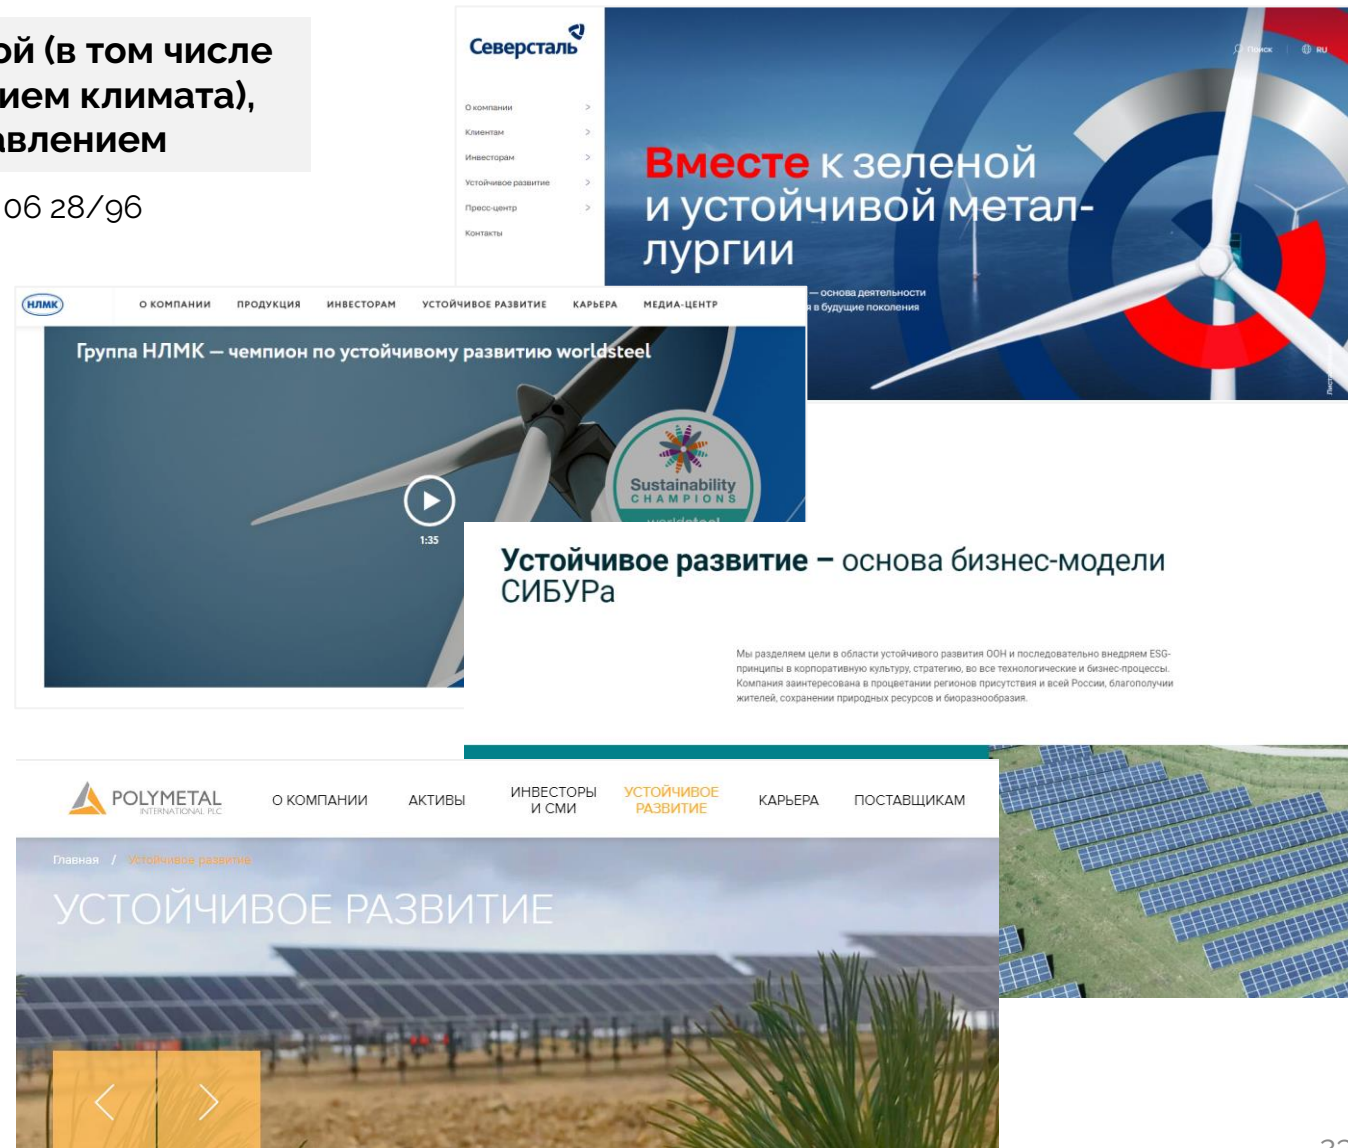 ой (в том числе
ием климата),
авлением
06 28/96
Северсталь
Поиск
RU
О компании
Клиентам
Инвесторам
Устойчивое развитие
Пресс-центр
Контакты
Вместе к зеленой
и устойчивой метал-
лургии
— основа деятельности
в будущие поколения
НЛМК
О КОМПАНИИ ПРОДУКЦИЯ ИНВЕСТОРАМ УСТОЙЧИВОЕ РАЗВИТИЕ КАРЬЕРА МЕДИА-ЦЕНТР
Группа НЛМК — чемпион по устойчивому развитию worldsteel
Sustainability
CHAMPIONS
1:35
Устойчивое развитие – основа бизнес-модели
СИБУРа
Мы разделяем цели в области устойчивого развития ООН и последовательно внедряем ESG-
принципы в корпоративную культуру, стратегию, во все технологические и бизнес-процессы.
Компания заинтересована в процветании регионов присутствия и всей России, благополучии
жителей, сохранении природных ресурсов и биоразнообразия.
POLYMETAL
INTERNATIONAL PLC
О КОМПАНИИ АКТИВЫ ИНВЕСТОРЫ И СМИ УСТОЙЧИВОЕ РАЗВИТИЕ КАРЬЕРА ПОСТАВЩИКАМ
Главная / Устойчивое развитие
УСТОЙЧИВОЕ РАЗВИТИЕ